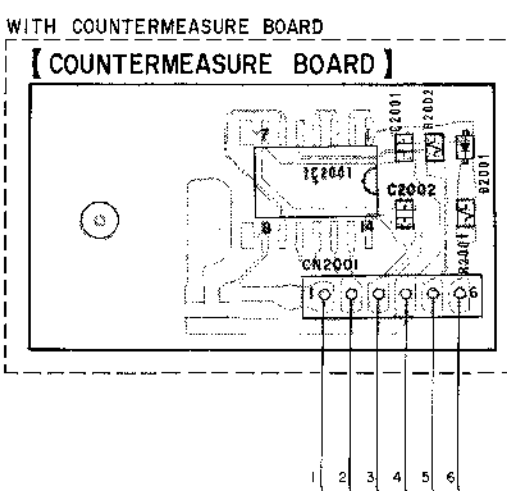 WITH COUNTERMEASURE BOARD
【COUNTERMEASURE BOARD】
C2001
R2002
7
1
IC2001
D2001
C2002
8
14
R2001
CN2001
1
6
1 2 3 4 5 6